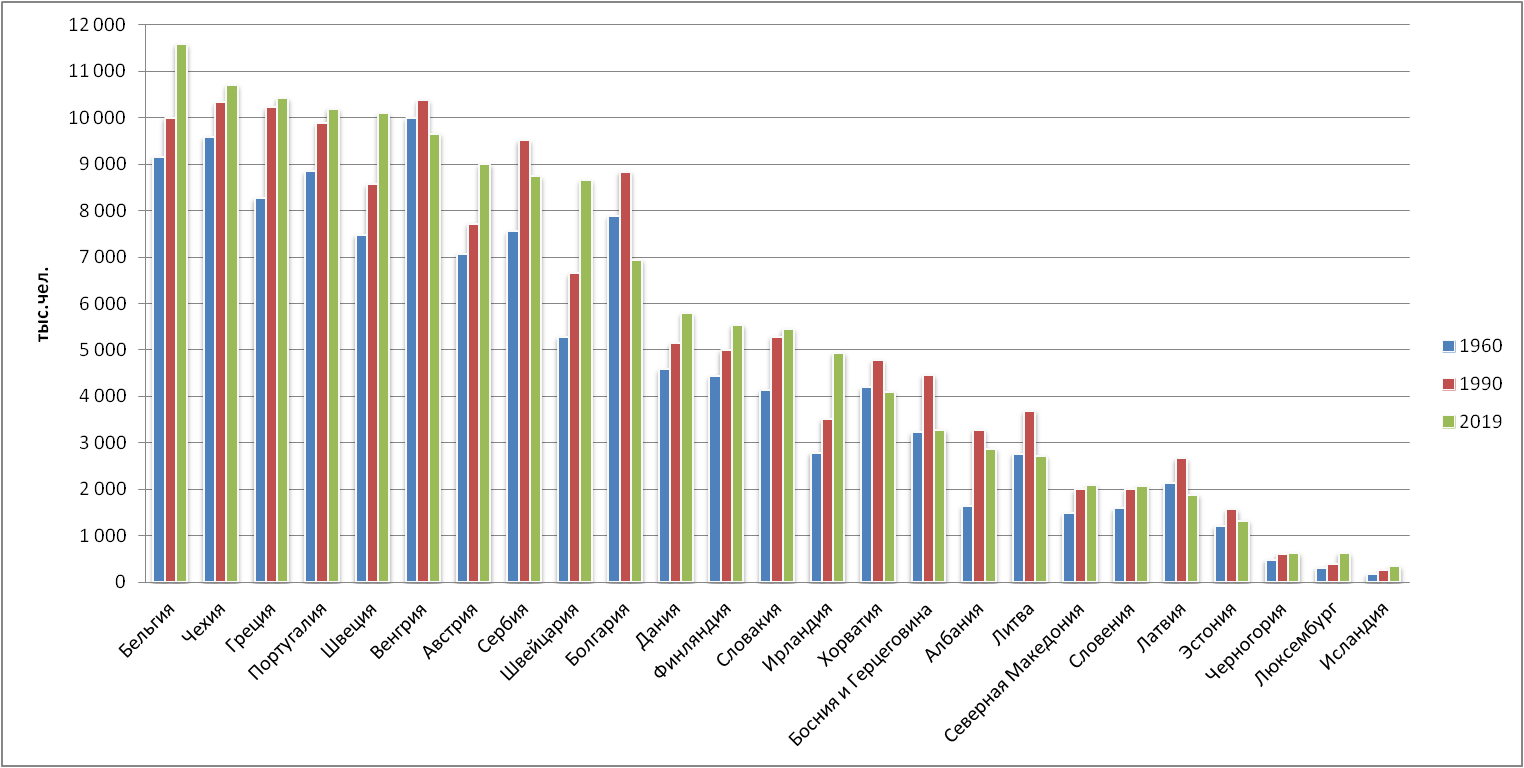 12 000
11 000
10 000
9 000
8 000
7 000
6 000
5 000
4 000
3 000
2 000
1 000
0
тыс.чел.
Бельгия
Чехия
Греция
Португалия
Швеция
Венгрия
Австрия
Сербия
Швейцария
Болгария
Дания
Финляндия
Словакия
Ирландия
Хорватия
Босния и Герцеговина
Албания
Литва
Северная Македония
Словения
Латвия
Эстония
Черногория
Люксембург
Исландия
1960
1990
2019